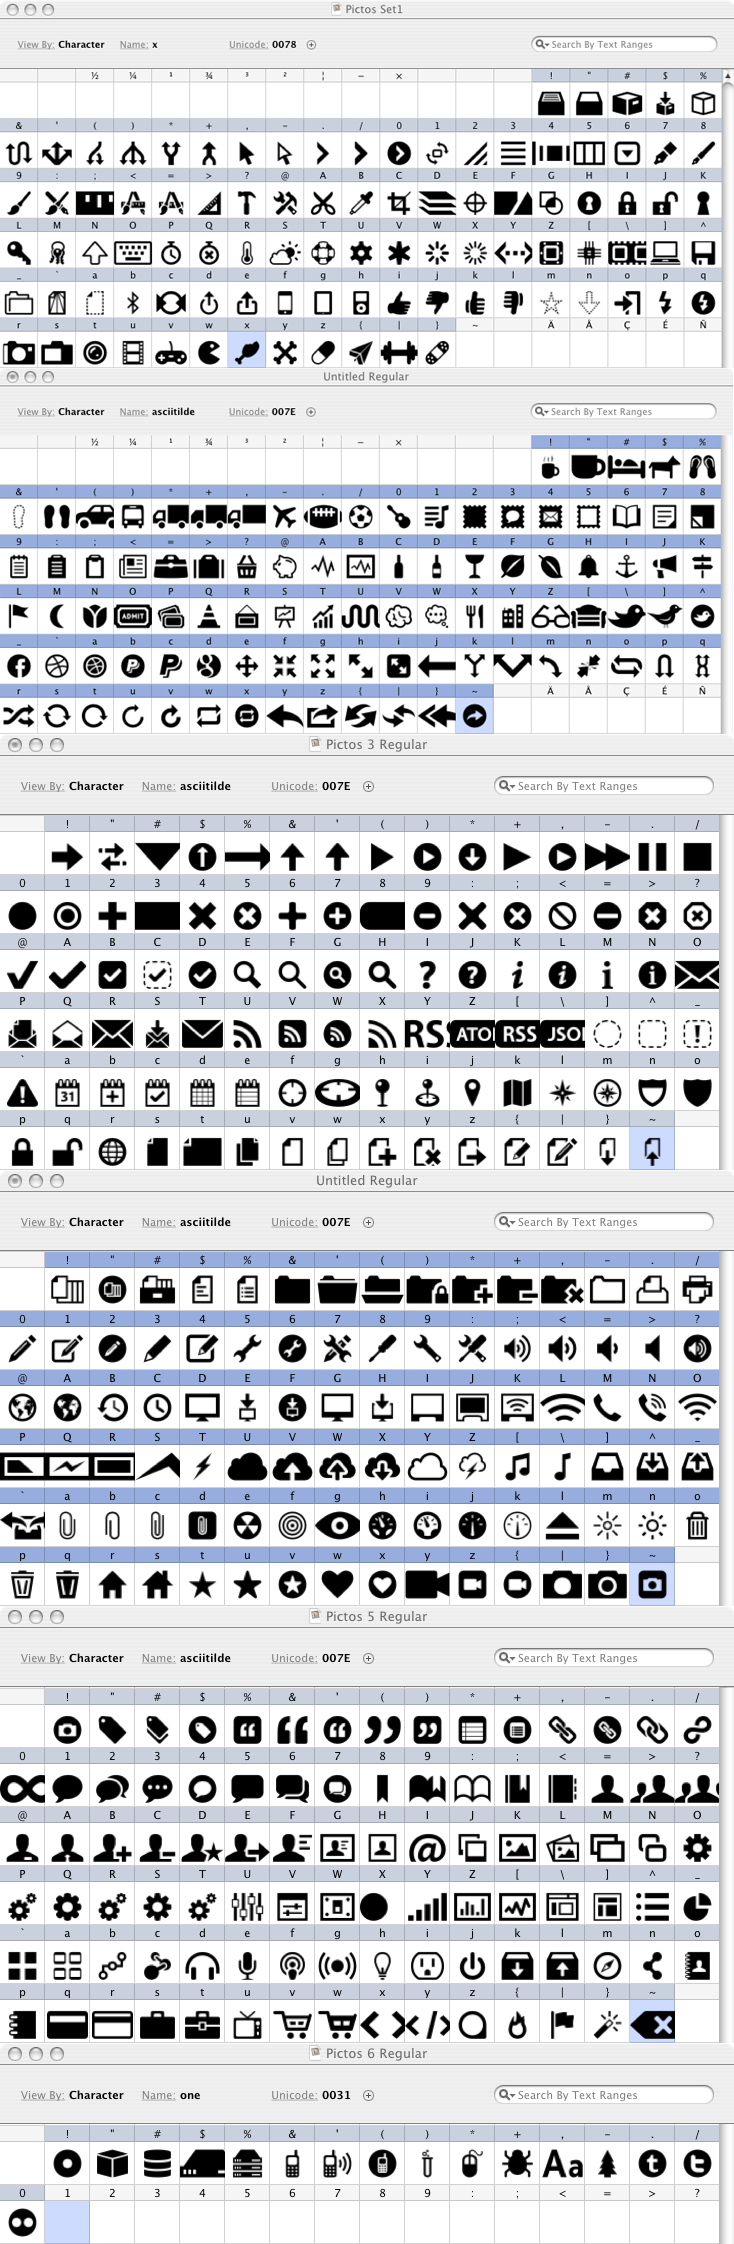 Pictos Set1
View By: Character Name: x Unicode: 0078 Search By Text Ranges
½ ¼ ¹ ¾ ³ ² ¦ − × ! " # $ %
& ' ( ) * + , - . / 0 1 2 3 4 5 6 7 8
9 : ; < = > ? @ A B C D E F G H I J K
L M N O P Q R S T U V W X Y Z [ \ ] ^
_ ` a b c d e f g h i j k l m n o p q
r s t u v w x y z { | } ~ Ä Å Ç É Ñ
Untitled Regular
View By: Character Name: asciitilde Unicode: 007E Search By Text Ranges
½ ¼ ¹ ¾ ³ ² ¦ − × ! " # $ %
& ' ( ) * + , - . / 0 1 2 3 4 5 6 7 8
9 : ; < = > ? @ A B C D E F G H I J K
L M N O P Q R S T U V W X Y Z [ \ ] ^
ADMIT
_ ` a b c d e f g h i j k l m n o p q
r s t u v w x y z { | } ~ Ä Å Ç É Ñ
Pictos 3 Regular
View By: Character Name: asciitilde Unicode: 007E Search By Text Ranges
! " # $ % & ' ( ) * + , - . /
0 1 2 3 4 5 6 7 8 9 : ; < = > ?
@ A B C D E F G H I J K L M N O
P Q R S T U V W X Y Z [ \ ] ^ _
RSS ATOM RSS JSON
` a b c d e f g h i j k l m n o
31
p q r s t u v w x y z { | } ~
Untitled Regular
View By: Character Name: asciitilde Unicode: 007E Search By Text Ranges
! " # $ % & ' ( ) * + , - . /
0 1 2 3 4 5 6 7 8 9 : ; < = > ?
@ A B C D E F G H I J K L M N O
P Q R S T U V W X Y Z [ \ ] ^ _
` a b c d e f g h i j k l m n o
p q r s t u v w x y z { | } ~
Pictos 5 Regular
View By: Character Name: asciitilde Unicode: 007E Search By Text Ranges
! " # $ % & ' ( ) * + , - . /
0 1 2 3 4 5 6 7 8 9 : ; < = > ?
@ A B C D E F G H I J K L M N O
P Q R S T U V W X Y Z [ \ ] ^ _
` a b c d e f g h i j k l m n o
p q r s t u v w x y z { | } ~
Pictos 6 Regular
View By: Character Name: one Unicode: 0031 Search By Text Ranges
! " # $ % & ' ( ) * + , - . /
Aa t t
0 1 2 3 4 5 6 7 8 9 : ; < = > ?